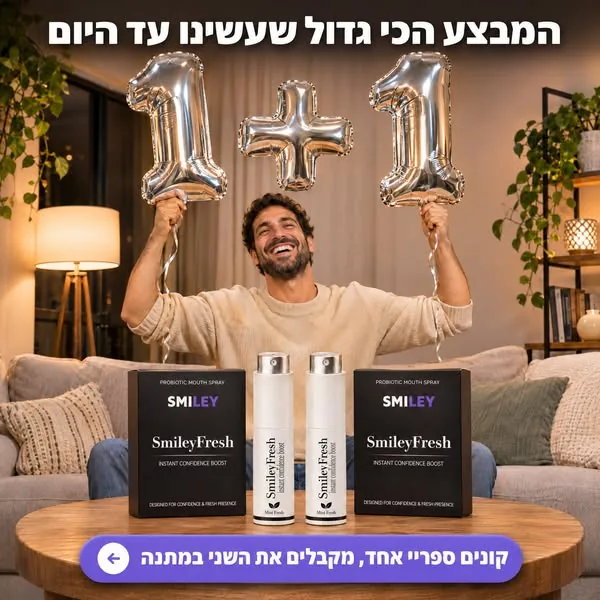 המבצע הכי גדול שעשינו עד היום
1+1
PROBIOTIC MOUTH SPRAY
SMILEY
SmileyFresh
INSTANT CONFIDENCE BOOST
DESIGNED FOR CONFIDENCE & FRESH PRESENCE
SmileyFresh
instant confidence boost
Mint Fresh
SmileyFresh
instant confidence boost
Mint Fresh
PROBIOTIC MOUTH SPRAY
SMILEY
SmileyFresh
INSTANT CONFIDENCE BOOST
DESIGNED FOR CONFIDENCE & FRESH PRESENCE
קונים ספריי אחד, מקבלים את השני במתנה